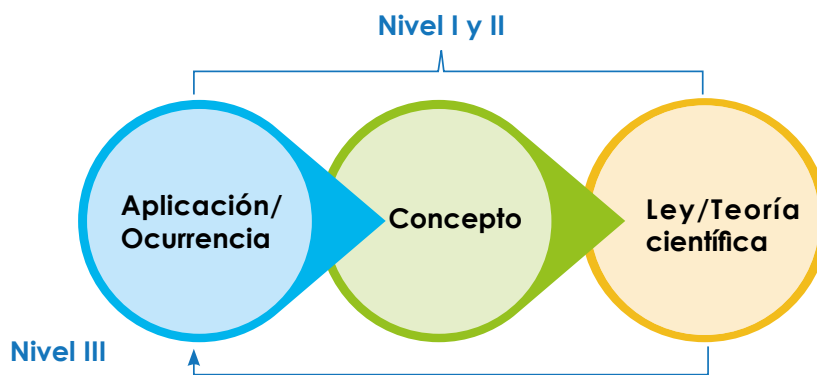 Nivel I y II
Aplicación/
Ocurrencia
Concepto
Ley/Teoría
científica
Nivel III